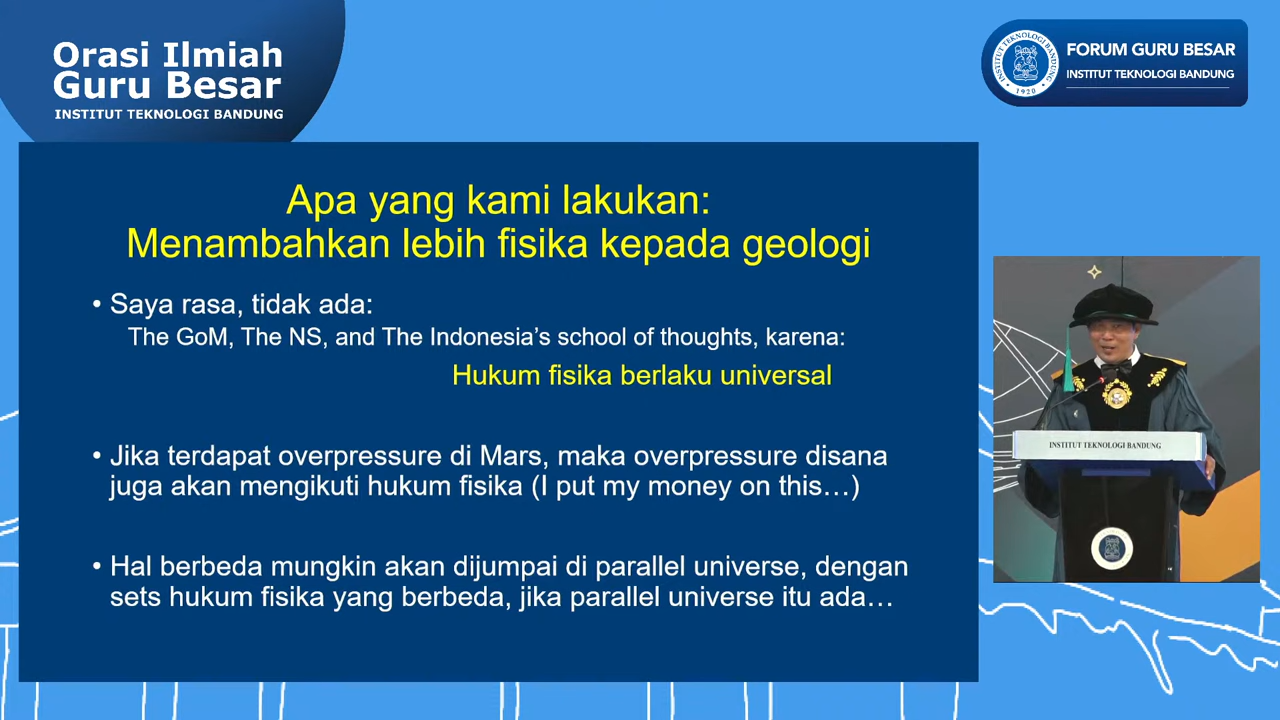 Orasi Ilmiah
Guru Besar
INSTITUT TEKNOLOGI BANDUNG
INSTITUT TEKNOLOGI BANDUNG
1920
FORUM GURU BESAR
INSTITUT TEKNOLOGI BANDUNG
Apa yang kami lakukan:
Menambahkan lebih fisika kepada geologi
• Saya rasa, tidak ada:
The GoM, The NS, and The Indonesia's school of thoughts, karena:
Hukum fisika berlaku universal
• Jika terdapat overpressure di Mars, maka overpressure disana
juga akan mengikuti hukum fisika (I put my money on this…)
• Hal berbeda mungkin akan dijumpai di parallel universe, dengan
sets hukum fisika yang berbeda, jika parallel universe itu ada…
INSTITUT TEKNOLOGI BANDUNG